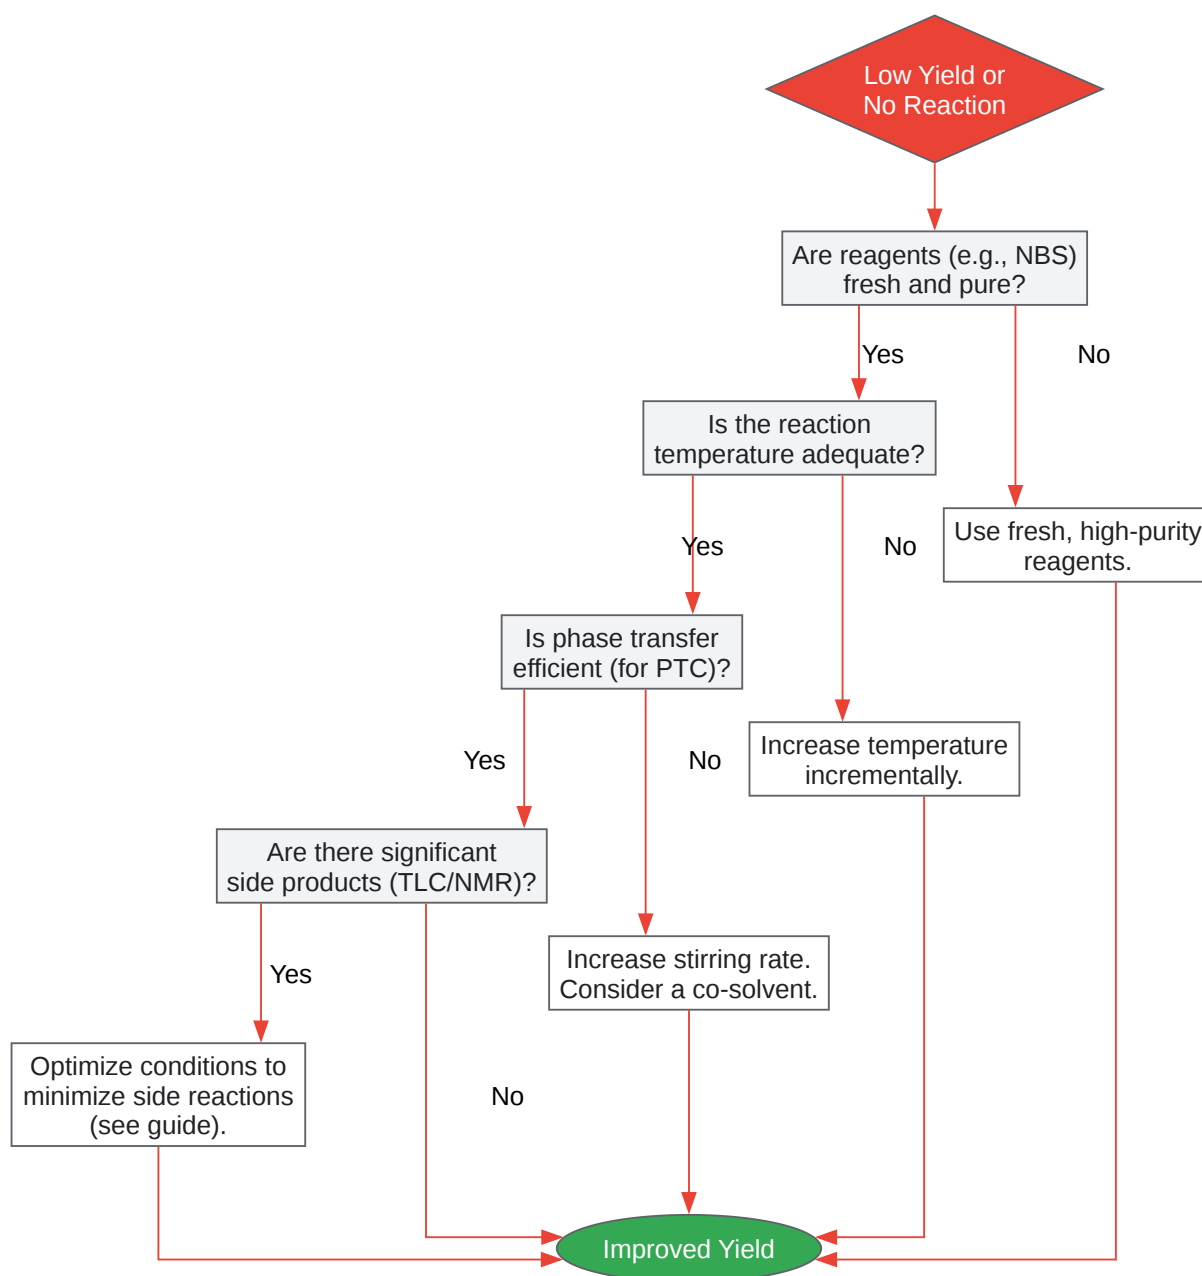 Low Yield or
No Reaction
Are reagents (e.g., NBS)
fresh and pure?
Yes
No
Is the reaction
temperature adequate?
Yes
No
Use fresh, high-purity
reagents.
Is phase transfer
efficient (for PTC)?
Yes
No
Increase temperature
incrementally.
Are there significant
side products (TLC/NMR)?
Yes
No
Increase stirring rate.
Consider a co-solvent.
Optimize conditions to
minimize side reactions
(see guide).
Improved Yield